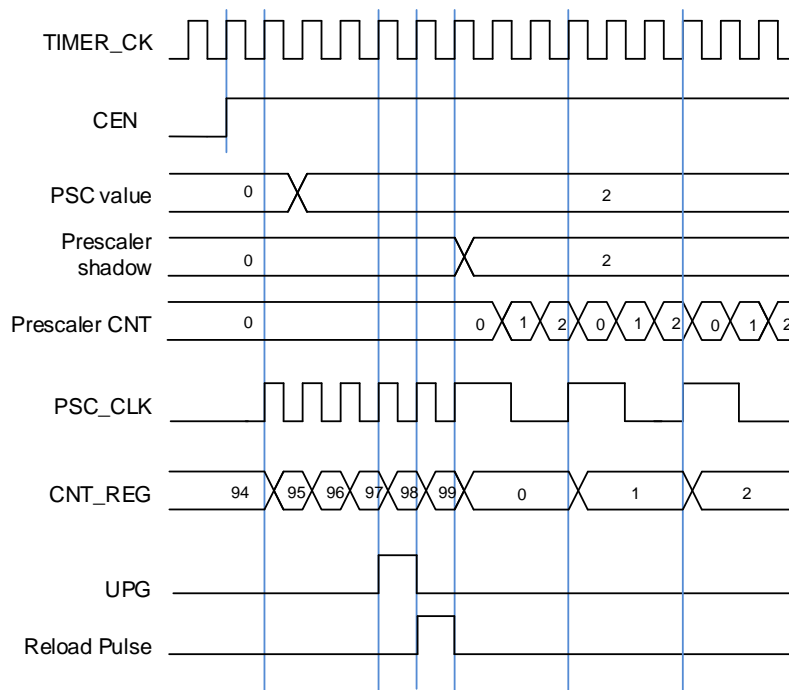 TIMER_CK
CEN
PSC value 0 2
Prescaler
shadow 0 2
Prescaler CNT 0 0 1 2 0 1 2 0 1 2
PSC_CLK
CNT_REG 94 95 96 97 98 99 0 1 2
UPG
Reload Pulse